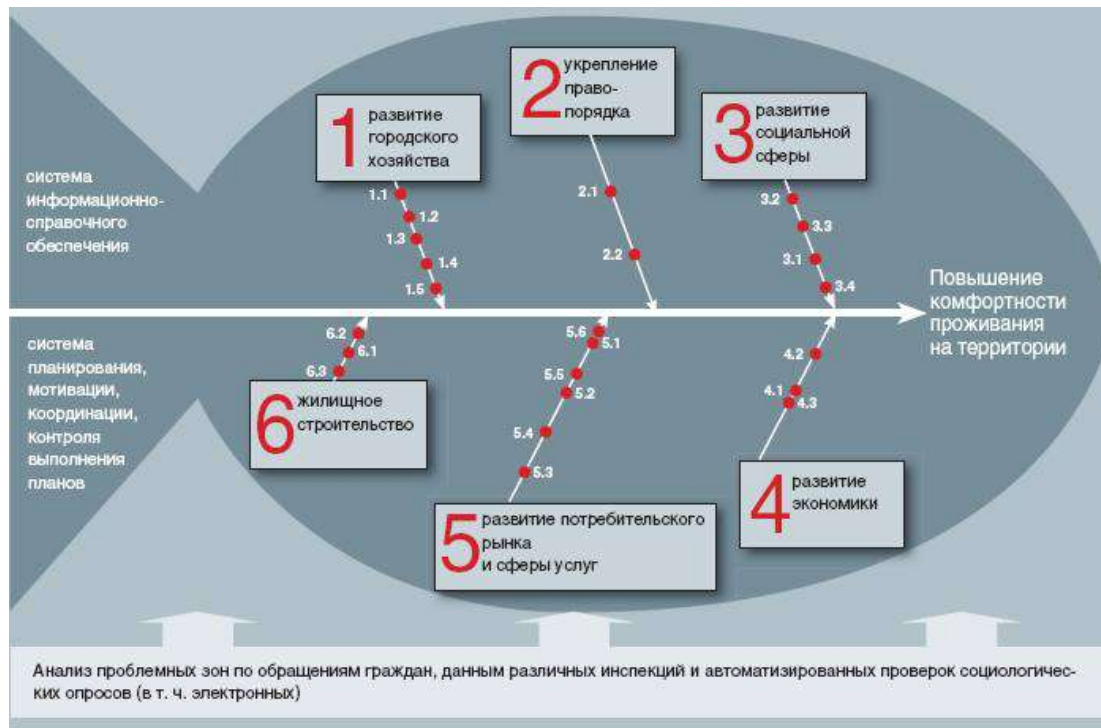 2
укрепление
право-
порядка
1
развитие
городского
хозяйства
3
развитие
социальной
сферы
система
информационно-
справочного
обеспечения
1.1
1.2
1.3
1.4
1.5
2.1
2.2
3.2
3.3
3.1
3.4
Повышение
комфортности
проживания
на территории
система
планирования,
мотивации,
координации,
контроля
выполнения
планов
6.2
6.1
6.3
6
жилищное
строительство
5.6
5.1
5.5
5.2
5.4
5.3
5
развитие потребительского
рынка
и сферы услуг
4.2
4.1
4.3
4
развитие
экономики
Анализ проблемных зон по обращениям граждан, данным различных инспекций и автоматизированных проверок социологичес-
ких опросов (в т. ч. электронных)